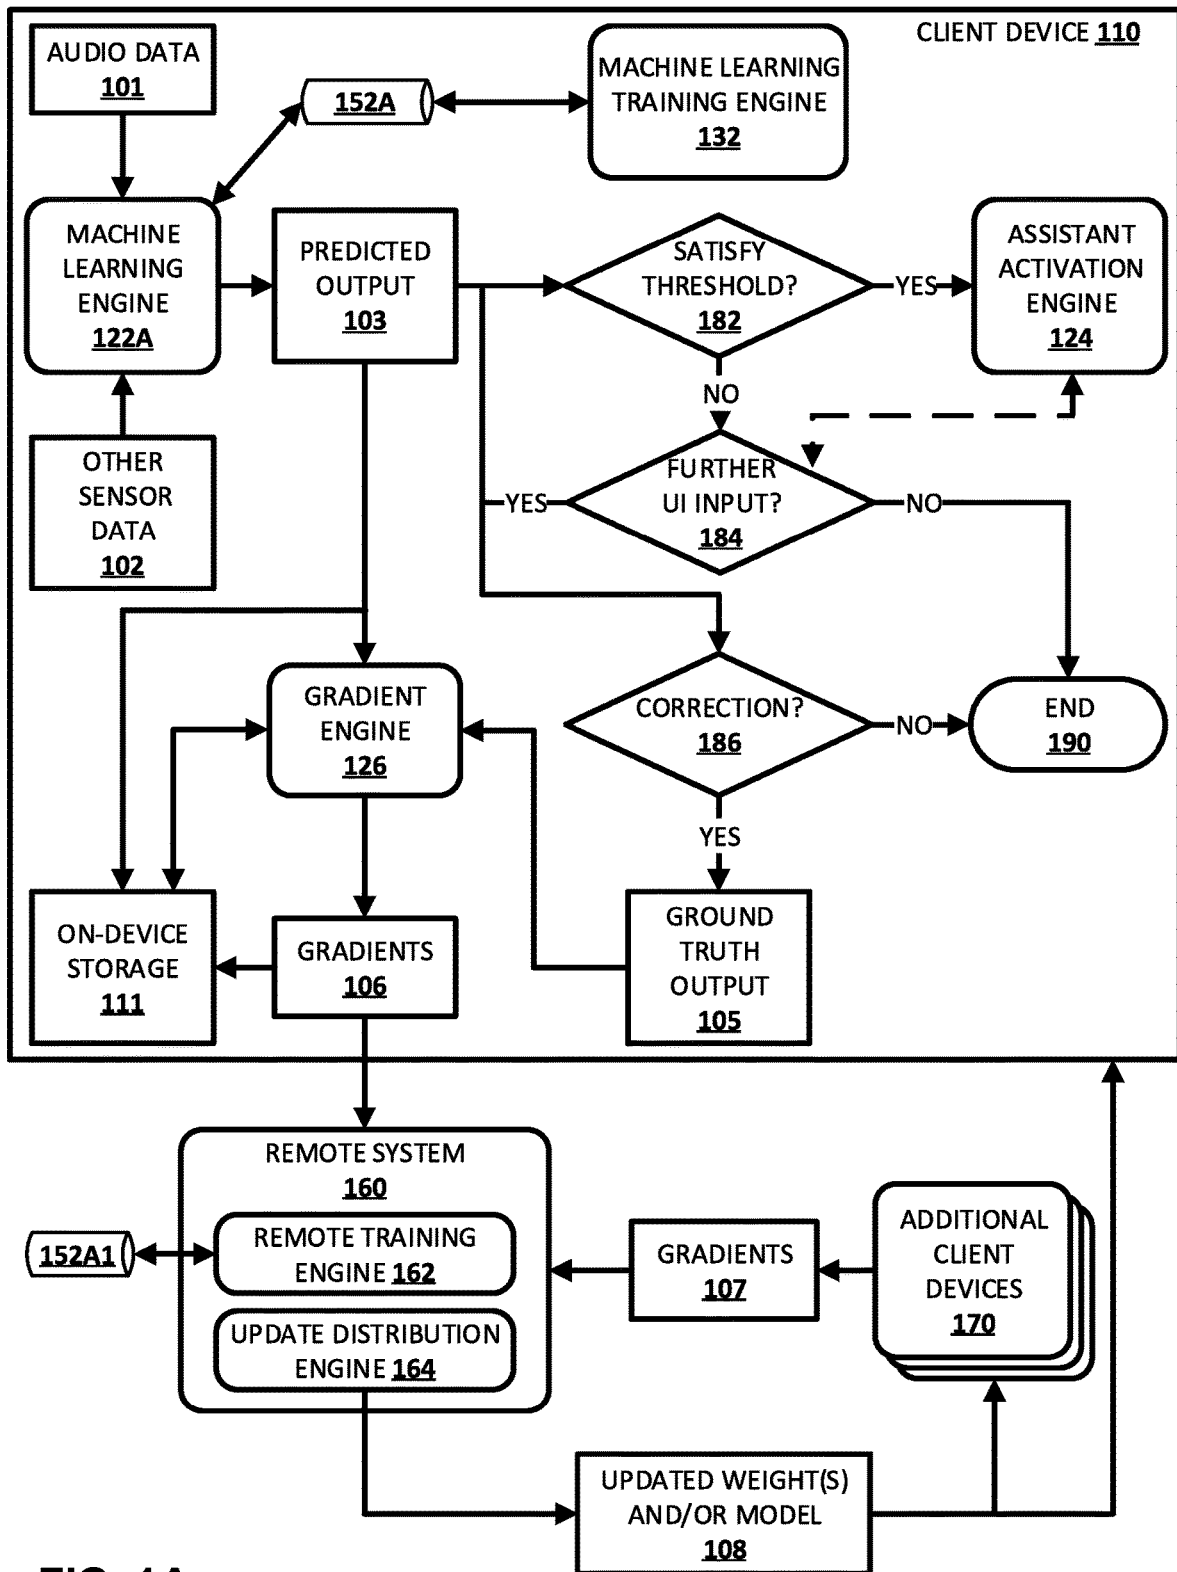 CLIENT DEVICE 110
AUDIO DATA
101
152A
MACHINE LEARNING
TRAINING ENGINE
132
MACHINE
LEARNING
ENGINE
122A
PREDICTED
OUTPUT
103
SATISFY
THRESHOLD?
182
YES
ASSISTANT
ACTIVATION
ENGINE
124
NO
OTHER
SENSOR
DATA
102
YES
FURTHER
UI INPUT?
184
NO
GRADIENT
ENGINE
126
CORRECTION?
186
NO
END
190
YES
ON-DEVICE
STORAGE
111
GRADIENTS
106
GROUND
TRUTH
OUTPUT
105
REMOTE SYSTEM
160
152A1
REMOTE TRAINING
ENGINE 162
UPDATE DISTRIBUTION
ENGINE 164
GRADIENTS
107
ADDITIONAL
CLIENT
DEVICES
170
UPDATED WEIGHT(S)
AND/OR MODEL
108
FIG. 1A